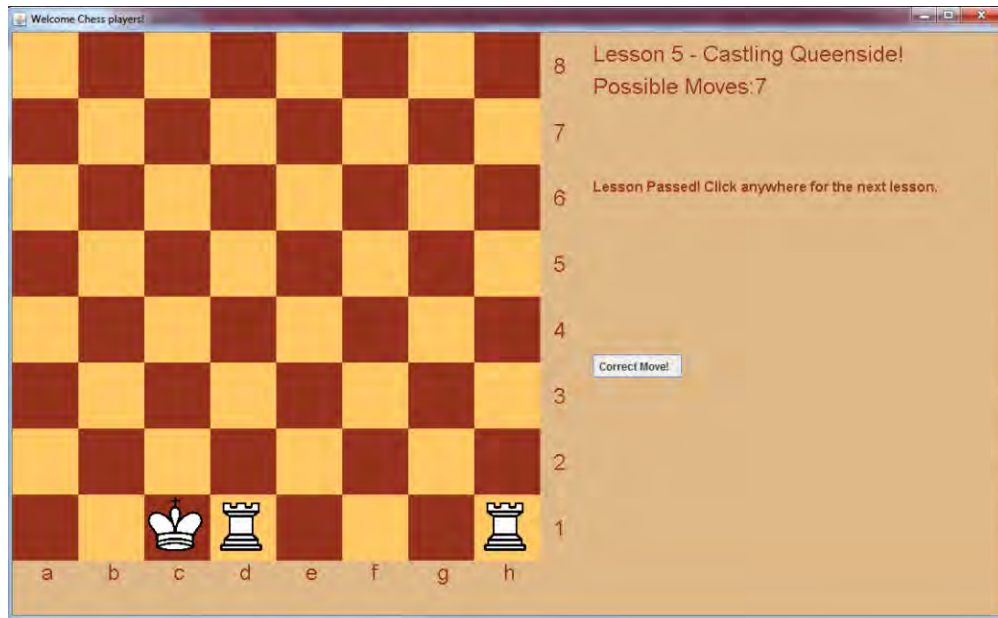 Welcome Chess players!
8
Lesson 5 - Castling Queenside!
Possible Moves:7
7
6
Lesson Passed! Click anywhere for the next lesson.
5
4
Correct Move!
3
2
1
a b c d e f g h